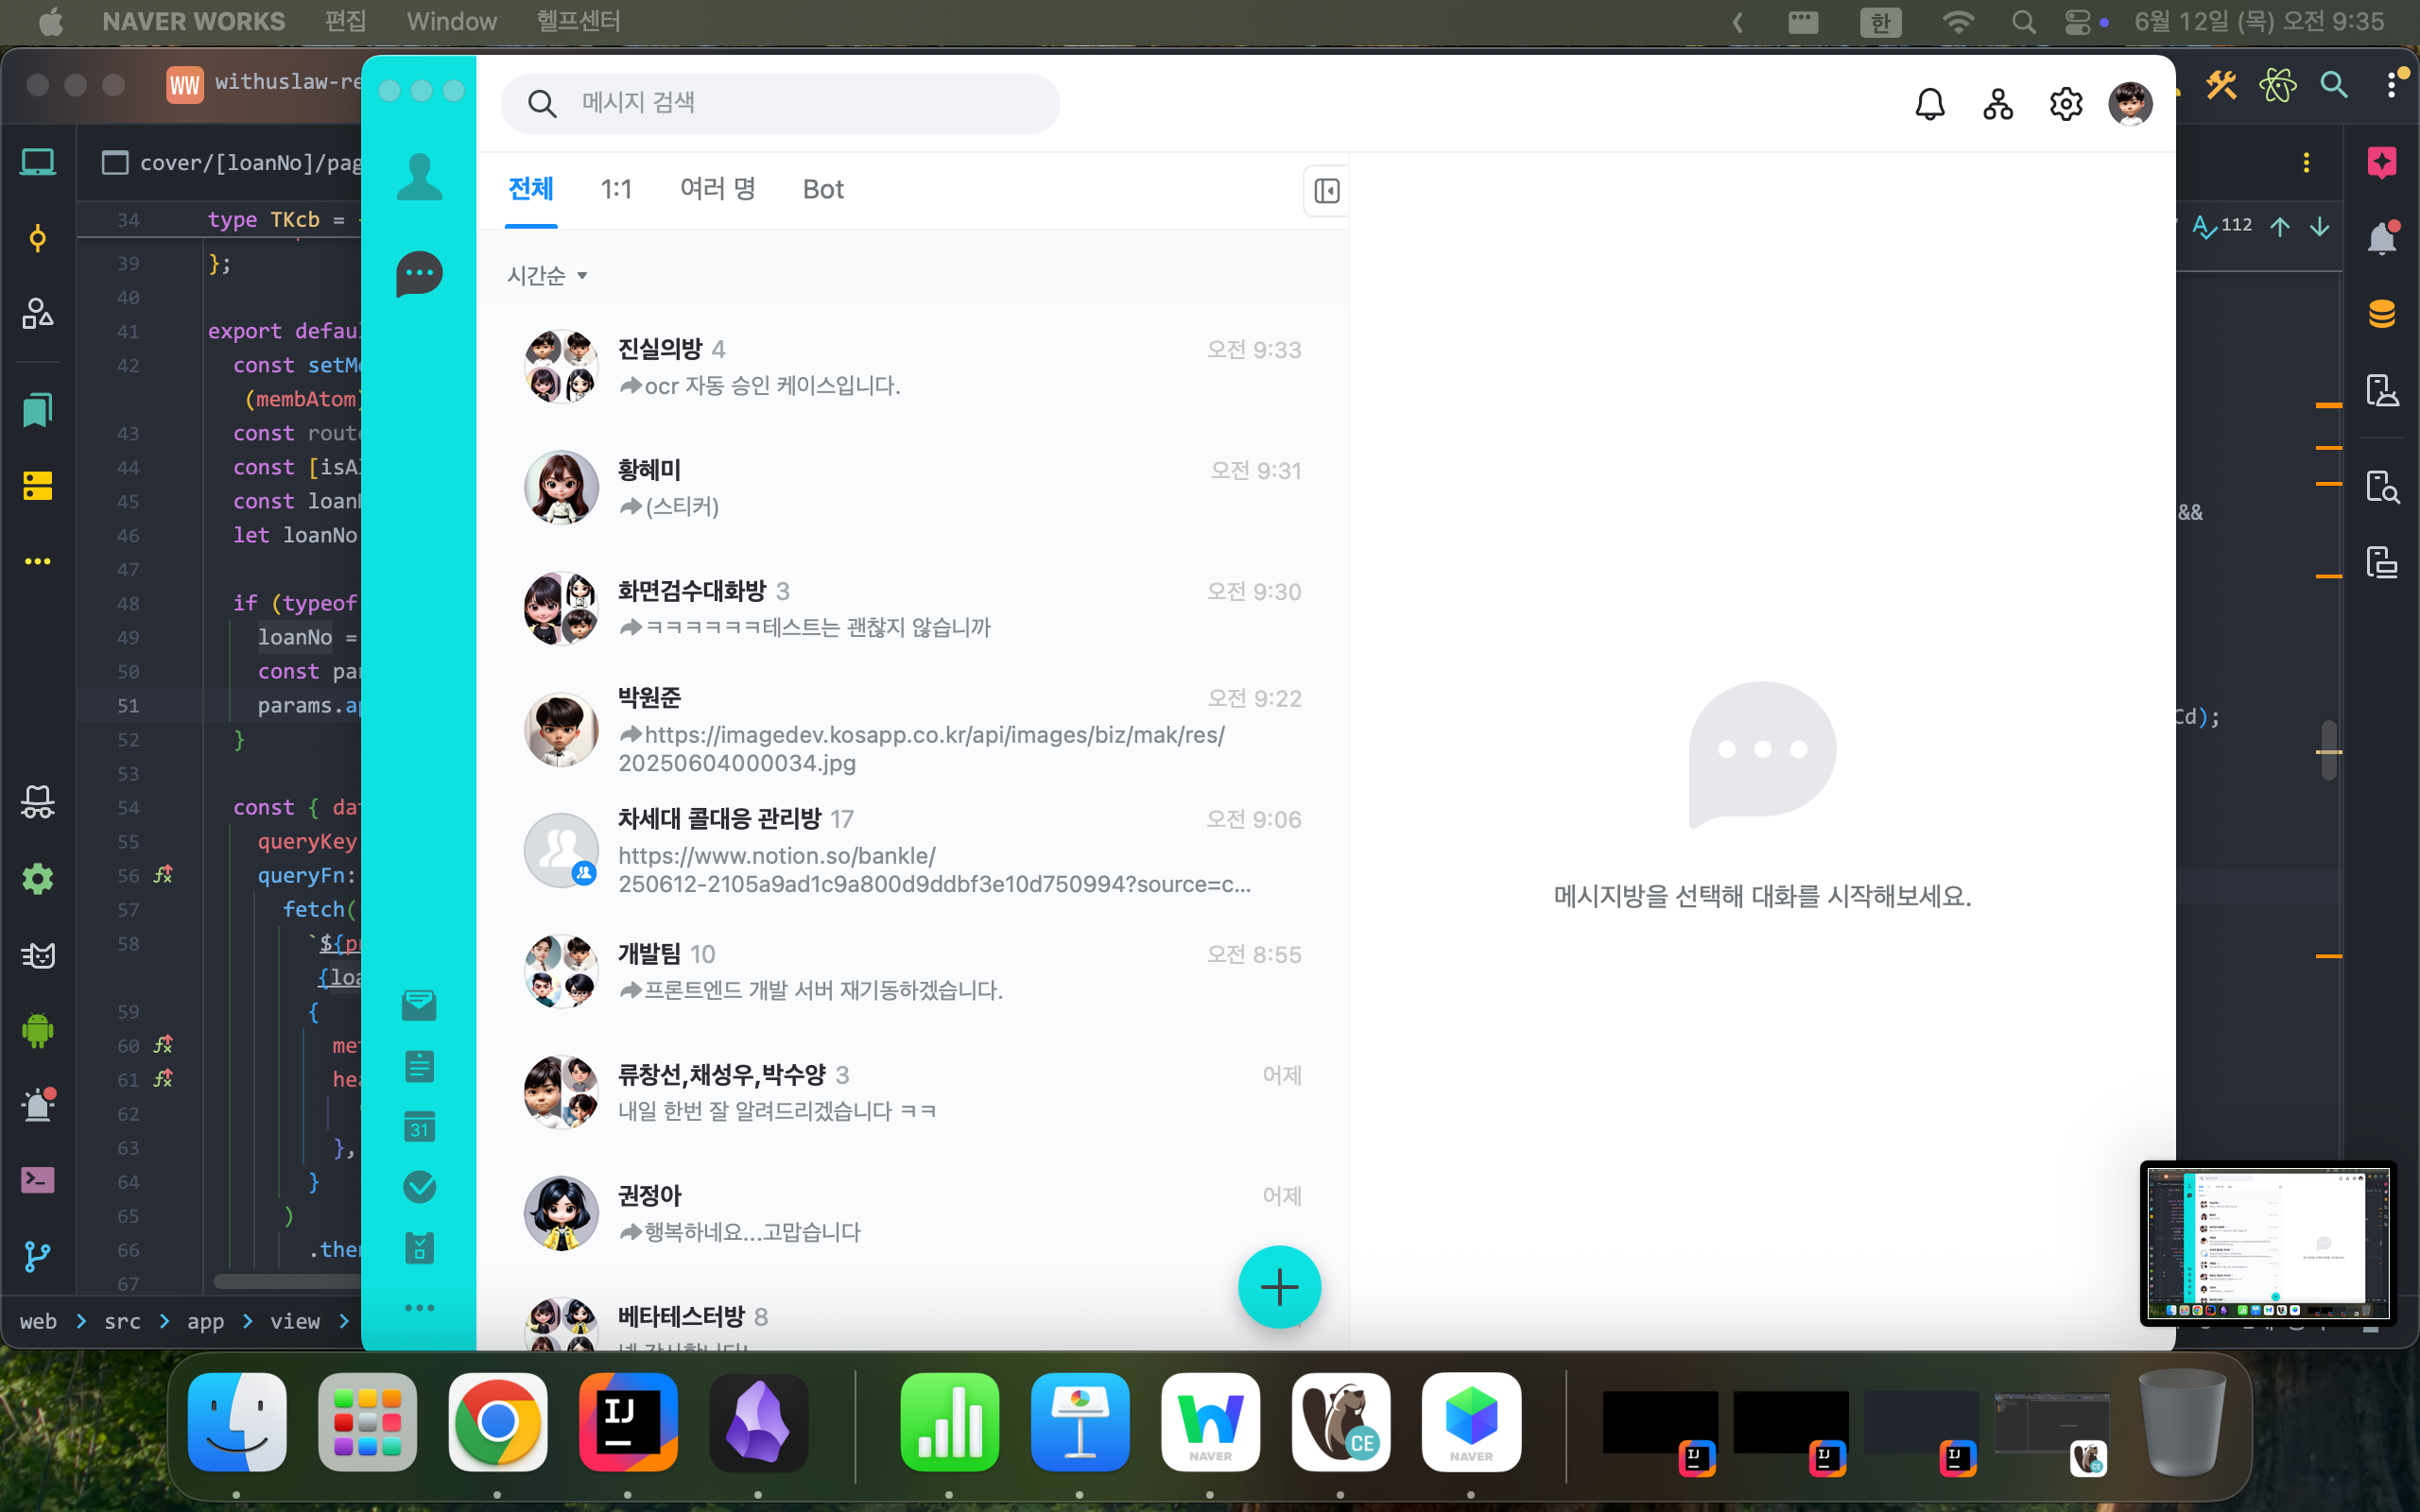 NAVER WORKS 편집 Window 헬프센터
한 6월 12일 (목) 오전 9:35
WW withuslaw-re
메시지 검색
cover/[loanNo]/pag
전체 1:1 여러 명 Bot
시간순
34 type TKcb =
39 };
40
41 export defau
42 const setM
(membAtom
43 const rout
44 const [isA
45 const loan
46 let loanNo
47
48 if (typeof
49 loanNo =
50 const pa
51 params.a
52 }
53
54 const { da
55 queryKey
56 queryFn:
57 fetch(
58 `${p
{loa
59 {
60 me
61 hea
62
63 },
64 }
65 )
66 .the
67
진실의방 4 오전 9:33
ocr 자동 승인 케이스입니다.
황혜미 오전 9:31
(스티커)
화면검수대화방 3 오전 9:30
ㅋㅋㅋㅋㅋㅋ테스트는 괜찮지 않습니까
박원준 오전 9:22
https://imagedev.kosapp.co.kr/api/images/biz/mak/res/
20250604000034.jpg
차세대 콜대응 관리방 17 오전 9:06
https://www.notion.so/bankle/
250612-2105a9ad1c9a800d9ddbf3e10d750994?source=c...
개발팀 10 오전 8:55
프론트엔드 개발 서버 재기동하겠습니다.
류창선,채성우,박수양 3 어제
내일 한번 잘 알려드리겠습니다 ㅋㅋ
권정아 어제
행복하네요...고맙습니다
베타테스터방 8
31
메시지방을 선택해 대화를 시작해보세요.
112
&&
Cd);
web src app view
IJ
NAVER
CE
NAVER
IJ
IJ
IJ
CE